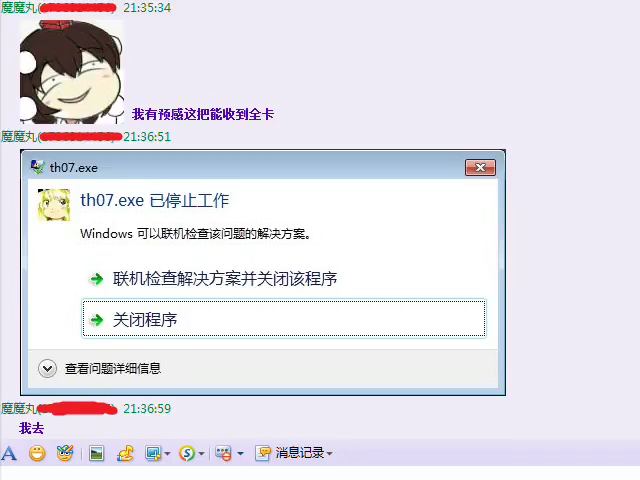 魔魔丸( 21:35:34
我有预感这把能收到全卡
魔魔丸( 21:36:51
th07.exe
th07.exe 已停止工作
Windows 可以联机检查该问题的解决方案。
联机检查解决方案并关闭该程序
关闭程序
查看问题详细信息
魔魔丸( 21:36:59
我去
A 消息记录